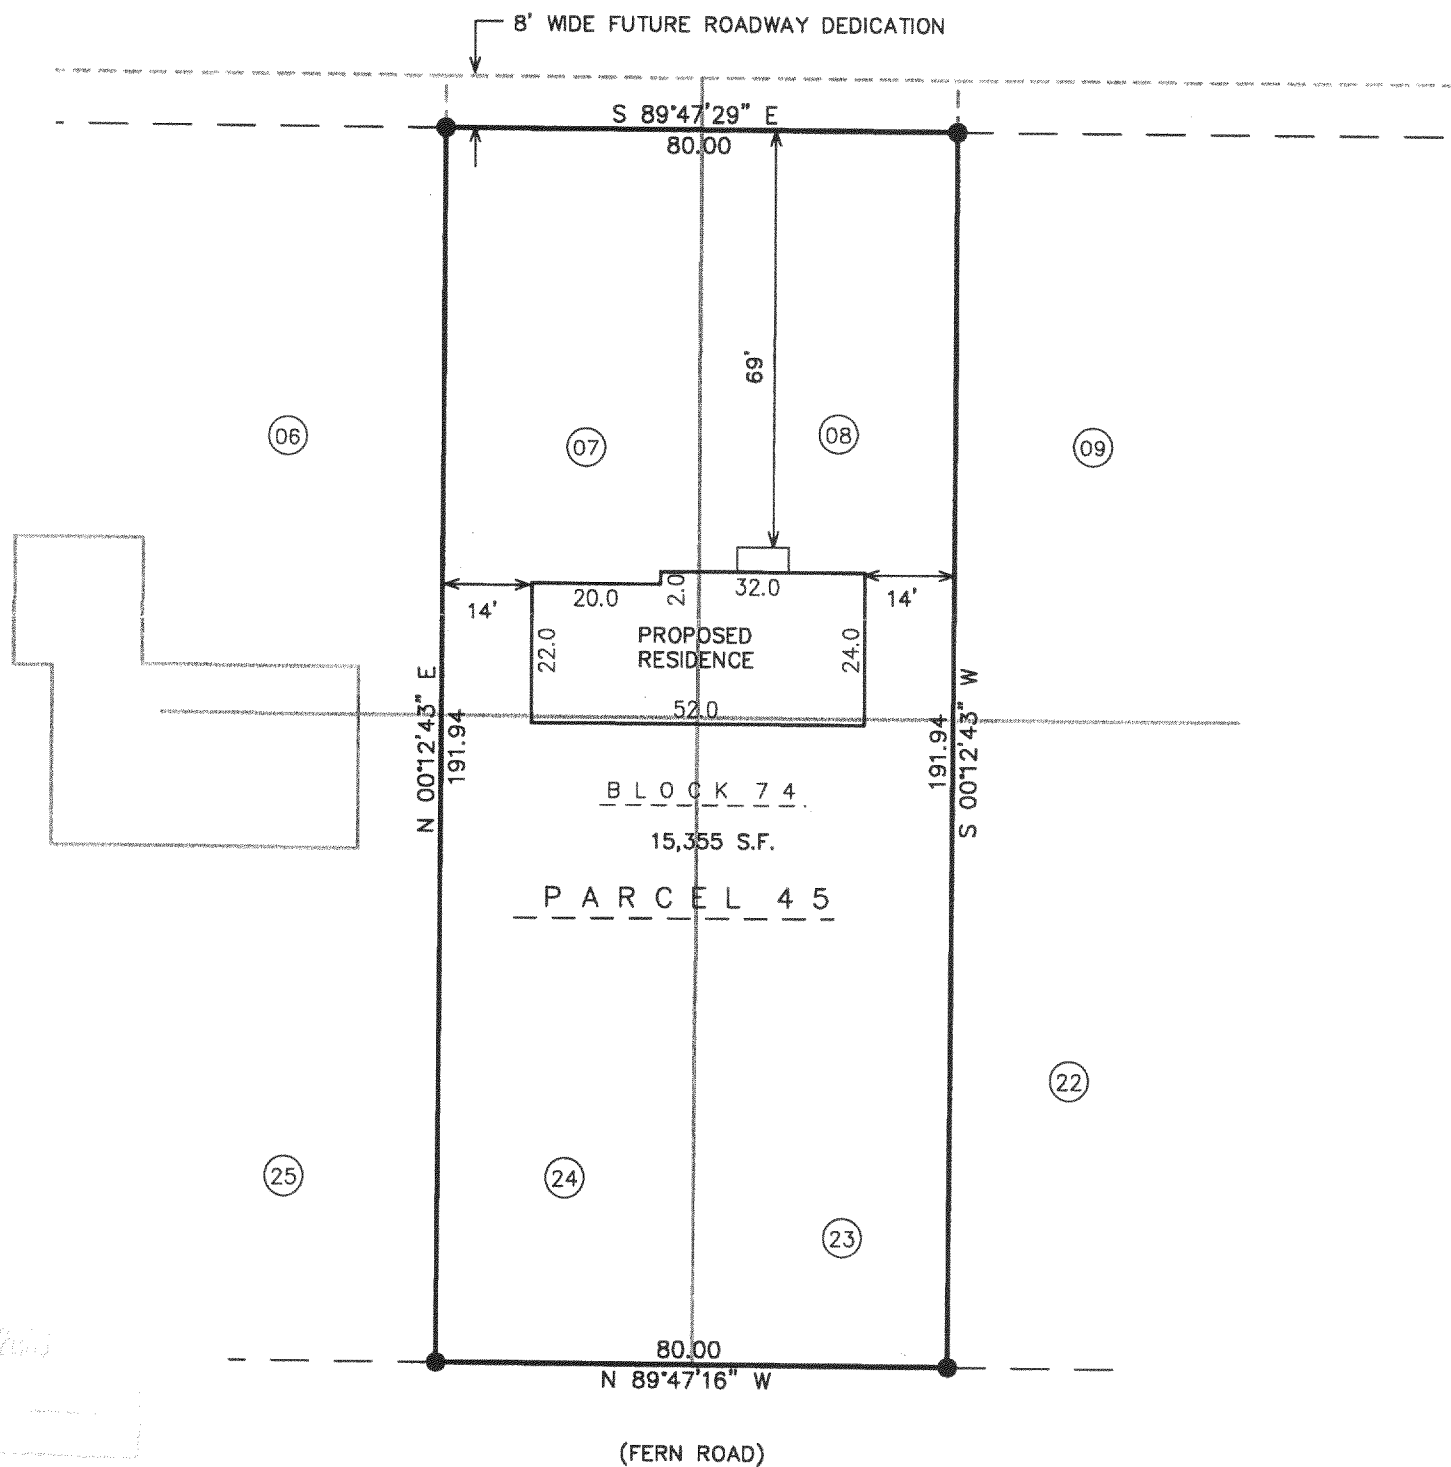 8' WIDE FUTURE ROADWAY DEDICATION
S 89°47'29" E
80.00
69'
06
07
08
09
14'
20.0
2.0
32.0
14'
22.0
PROPOSED
RESIDENCE
24.0
52.0
N 00°12'43" E
191.94
191.94
S 00°12'43" W
BLOCK 74
15,355 S.F.
PARCEL 45
22
25
24
23
80.00
N 89°47'16" W
(FERN ROAD)